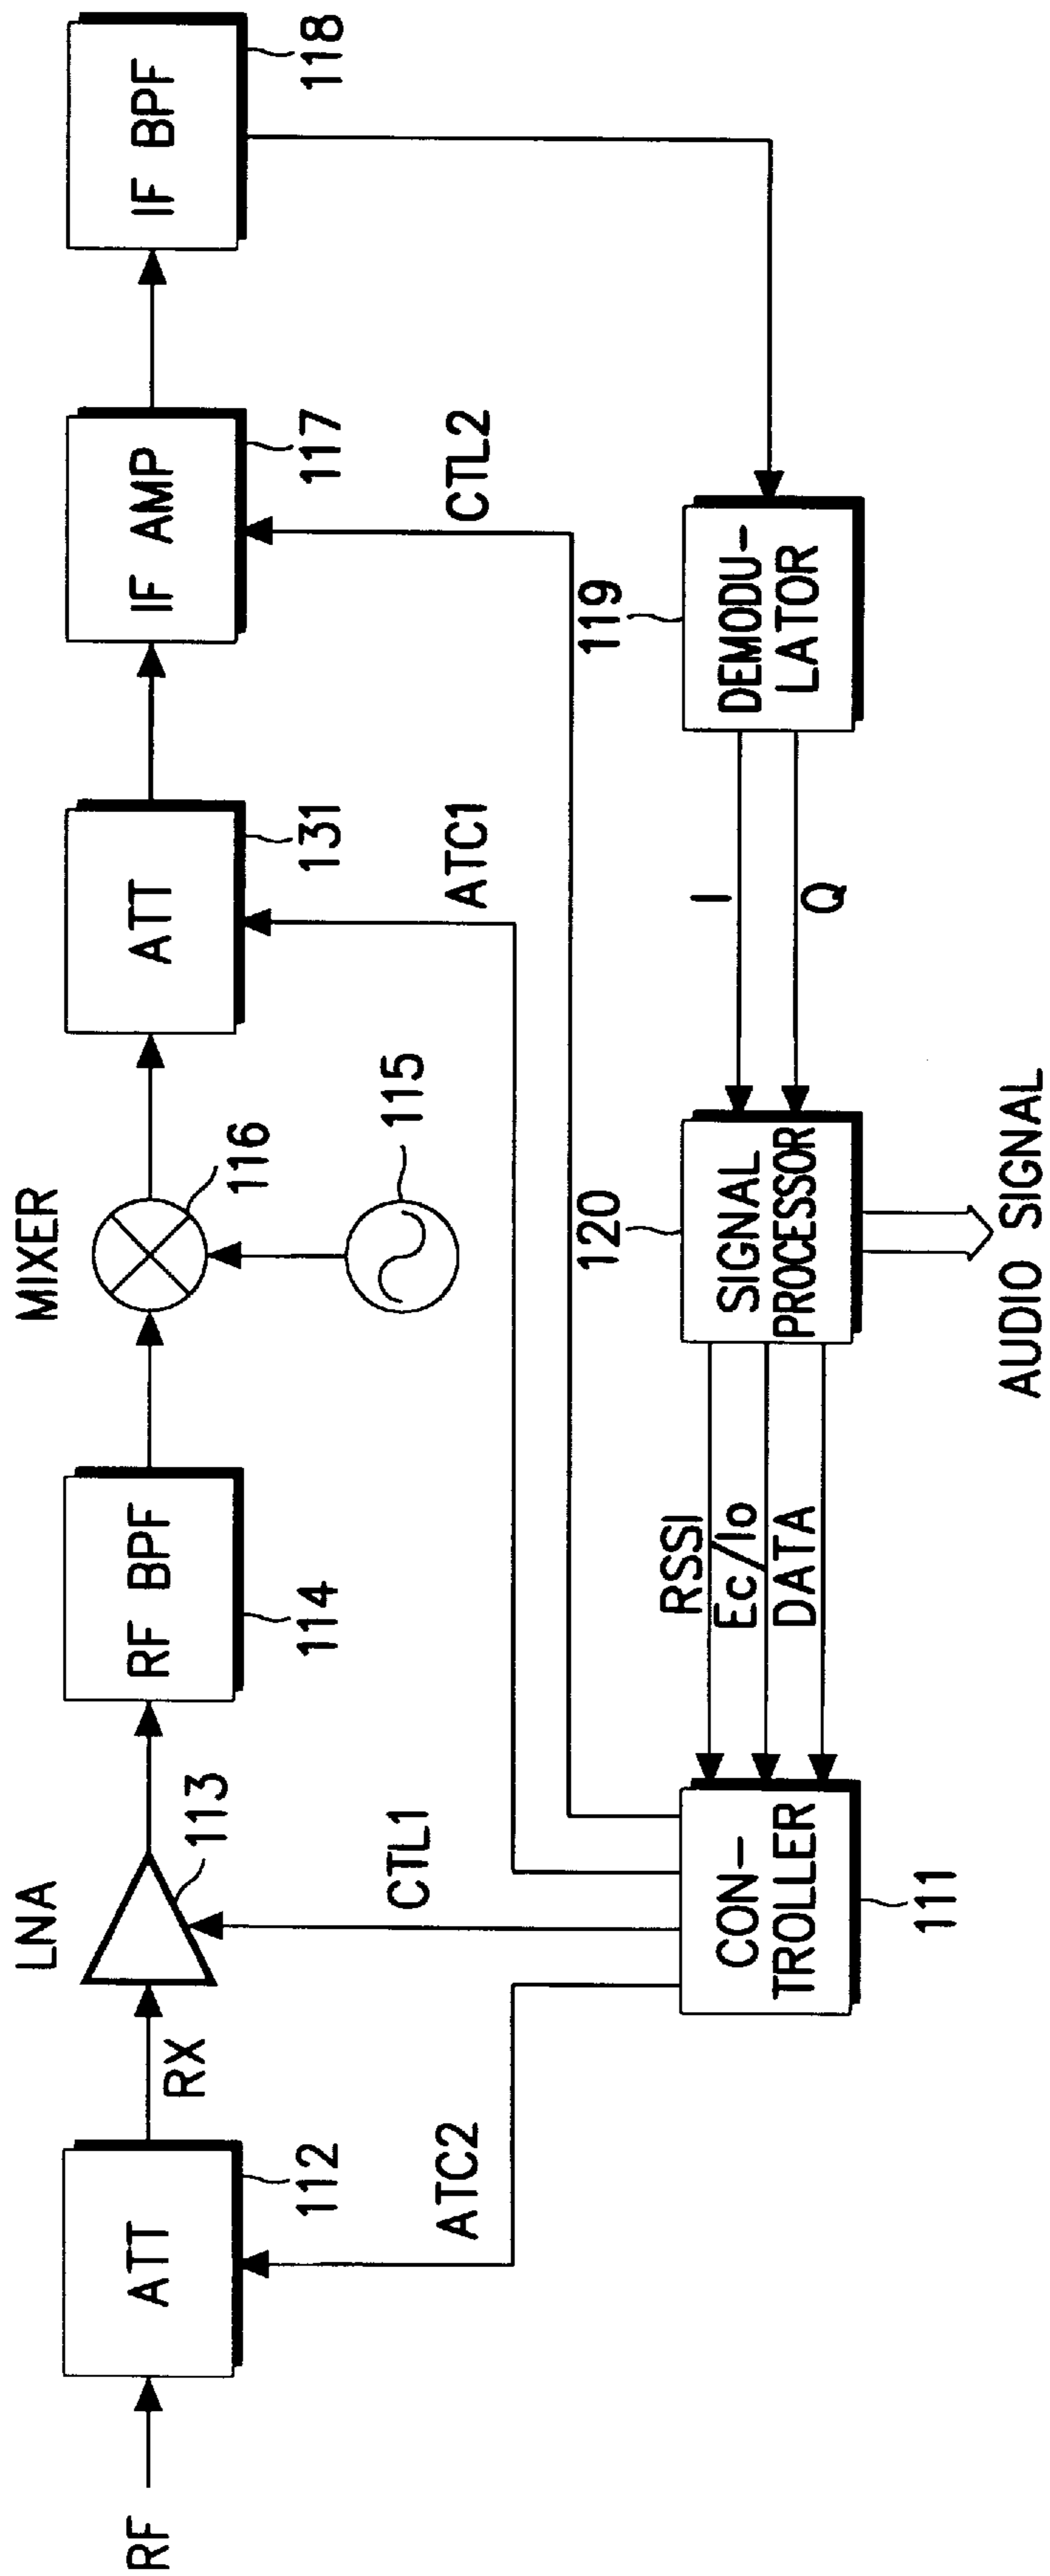 RF
ATT
112
RX
LNA
113
RF BPF
114
MIXER
116
115
ATT
131
IF AMP
117
IF BPF
118
ATC2
CTL1
ATC1
CTL2
CON-
TROLLER
111
RSSI
Ec/Io
DATA
120
SIGNAL
PROCESSOR
AUDIO SIGNAL
I
Q
119
DEMODU-
LATOR